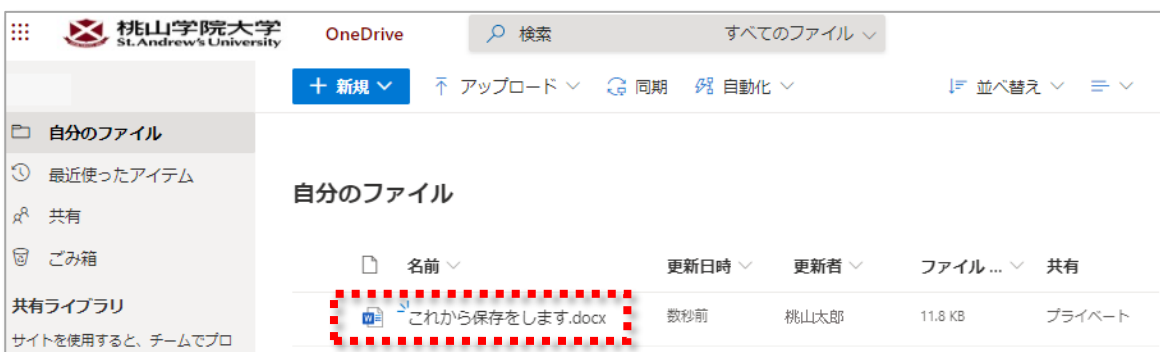 桃山学院大学
St.Andrew's University
OneDrive
検索
すべてのファイル
＋ 新規
アップロード
同期
自動化
並べ替え
自分のファイル
最近使ったアイテム
共有
ごみ箱
共有ライブラリ
サイトを使用すると、チームでプロ
自分のファイル
名前 更新日時 更新者 ファイル ... 共有
これから保存をします.docx 数秒前 桃山太郎 11.8 KB プライベート